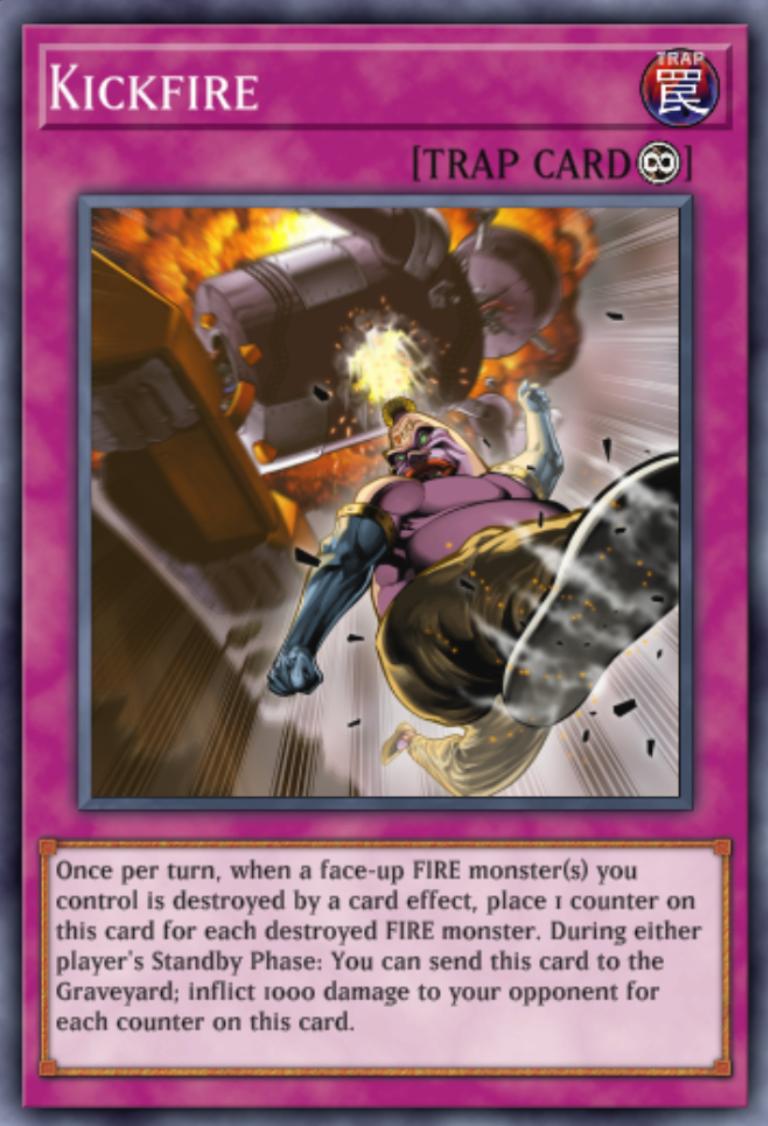 Kickfire
TRAP
罠
[TRAP CARD∞]
Once per turn, when a face-up FIRE monster(s) you
control is destroyed by a card effect, place 1 counter on
this card for each destroyed FIRE monster. During either
player's Standby Phase: You can send this card to the
Graveyard; inflict 1000 damage to your opponent for
each counter on this card.